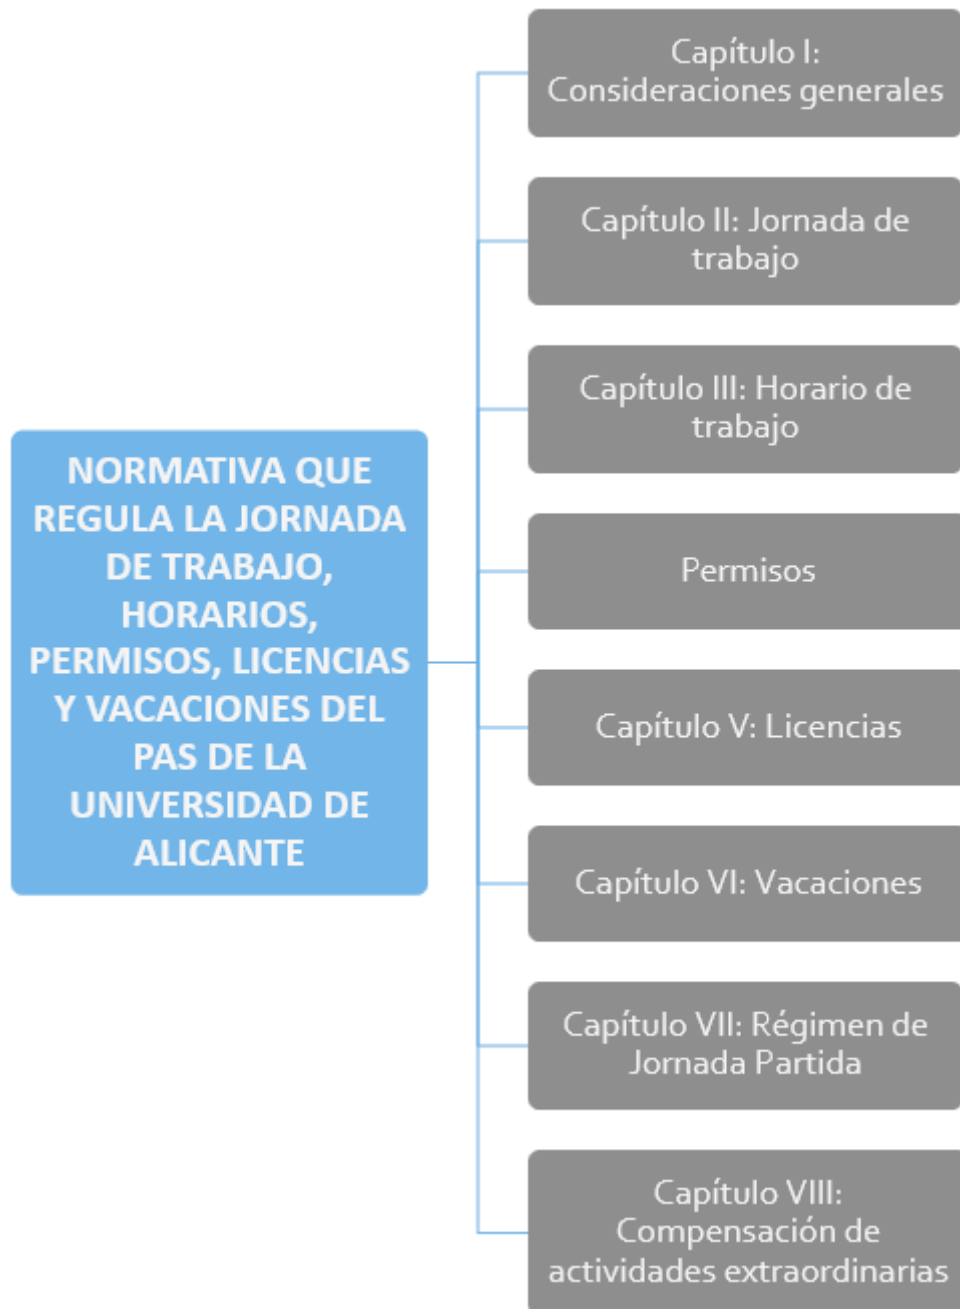 NORMATIVA QUE
REGULA LA JORNADA
DE TRABAJO,
HORARIOS,
PERMISOS, LICENCIAS
Y VACACIONES DEL
PAS DE LA
UNIVERSIDAD DE
ALICANTE
Capítulo I:
Consideraciones generales
Capítulo II: Jornada de
trabajo
Capítulo III: Horario de
trabajo
Permisos
Capítulo V: Licencias
Capítulo VI: Vacaciones
Capítulo VII: Régimen de
Jornada Partida
Capítulo VIII:
Compensación de
actividades extraordinarias